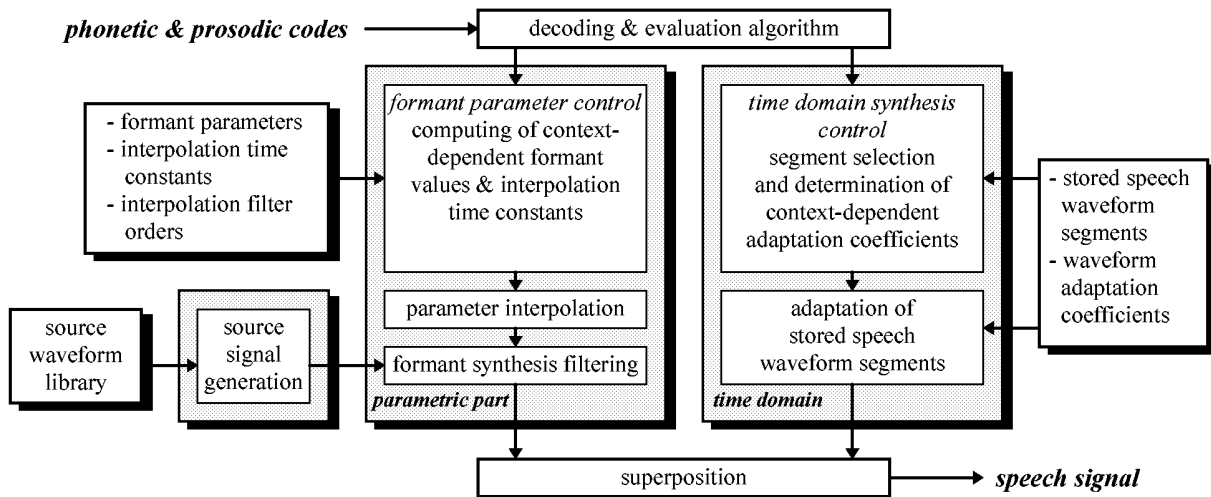 phonetic & prosodic codes
decoding & evaluation algorithm
- formant parameters
- interpolation time
constants
- interpolation filter
orders
formant parameter control
computing of context-
dependent formant
values & interpolation
time constants
time domain synthesis
control
segment selection
and determination of
context-dependent
adaptation coefficients
- stored speech
waveform
segments
- waveform
adaptation
coefficients
source
waveform
library
source
signal
generation
parameter interpolation
formant synthesis filtering
parametric part
adaptation of
stored speech
waveform segments
time domain
superposition
speech signal